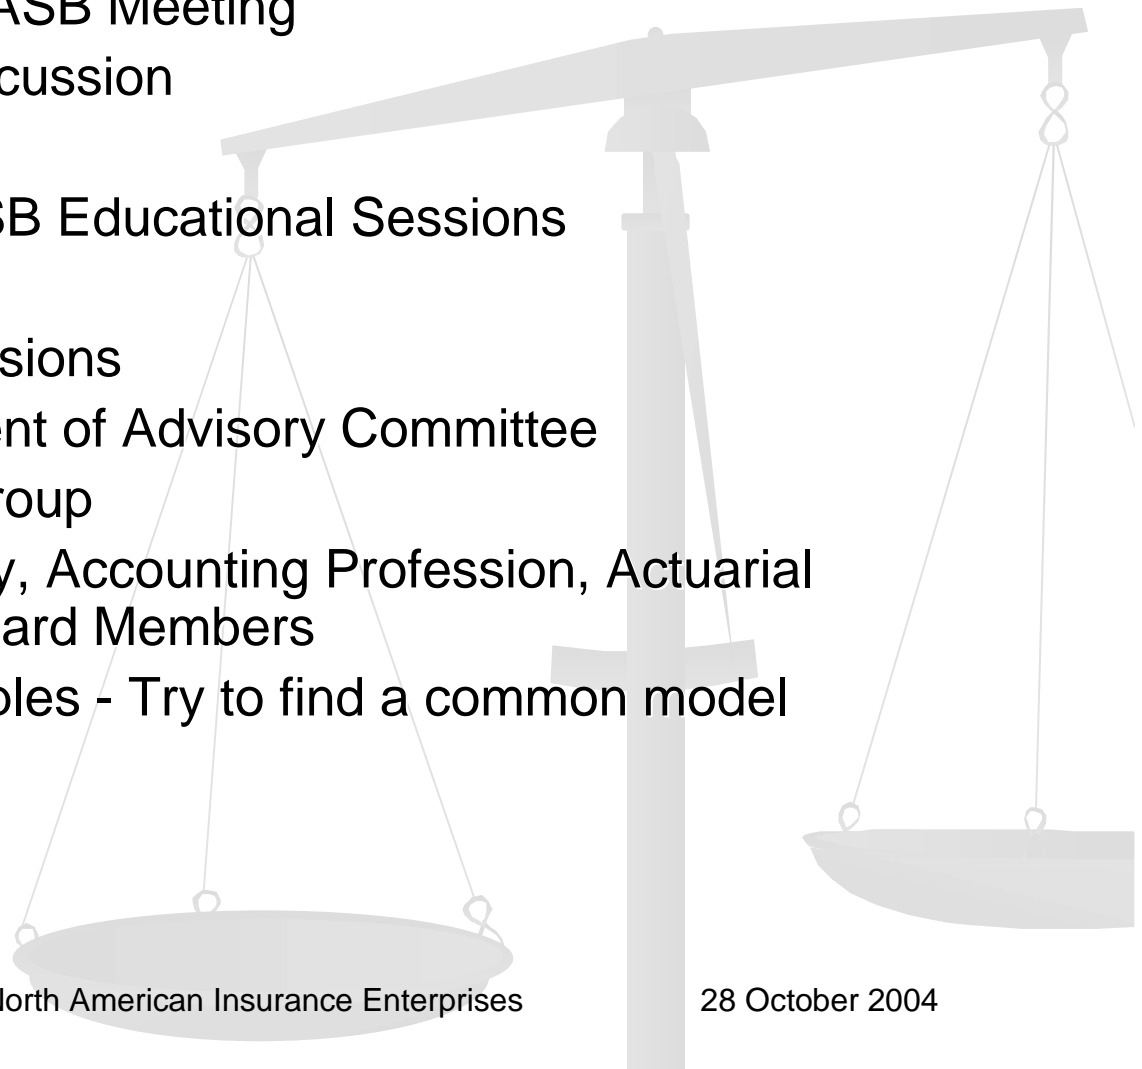 ASB Meeting
cussion
SB Educational Sessions
sions
ent of Advisory Committee
roup
y, Accounting Profession, Actuarial
ard Members
oles - Try to find a common model
North American Insurance Enterprises 28 October 2004